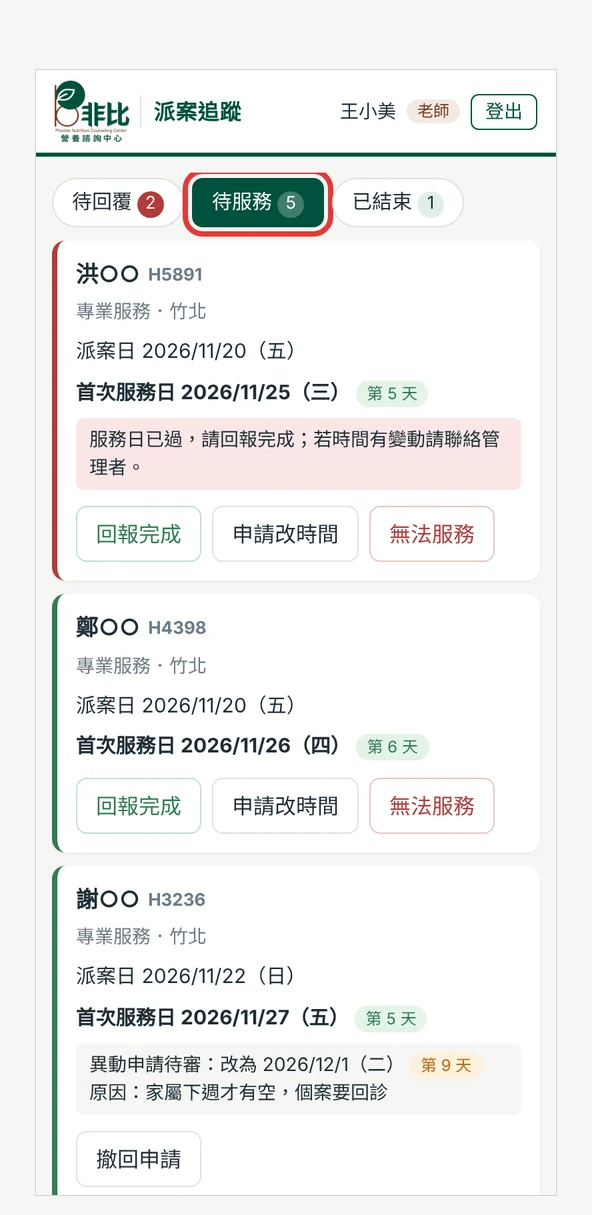 非比
Phoebe Nutrition Counseling Center
營養諮詢中心
派案追蹤
王小美 老師 登出
待回覆 2 待服務 5 已結束 1
洪〇〇 H5891
專業服務・竹北
派案日 2026/11/20（五）
首次服務日 2026/11/25（三） 第 5 天
服務日已過，請回報完成；若時間有變動請聯絡管
理者。
回報完成 申請改時間 無法服務
鄭〇〇 H4398
專業服務・竹北
派案日 2026/11/20（五）
首次服務日 2026/11/26（四） 第 6 天
回報完成 申請改時間 無法服務
謝〇〇 H3236
專業服務・竹北
派案日 2026/11/22（日）
首次服務日 2026/11/27（五） 第 5 天
異動申請待審：改為 2026/12/1（二） 第 9 天
原因：家屬下週才有空，個案要回診
撤回申請